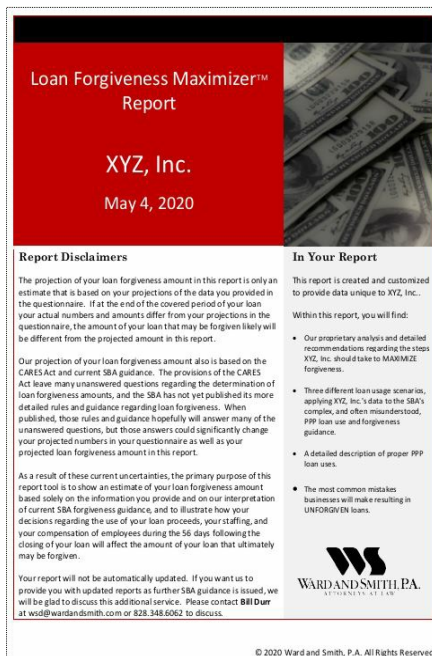 Loan Forgiveness Maximizer™
Report
XYZ, Inc.
May 4, 2020
Report Disclaimers
The projection of your loan forgiveness amount in this report is only an
estimate that is based on your projections of the data you provided in
the questionnaire. If at the end of the covered period of your loan
your actual numbers and amounts differ from your projections in the
questionnaire, the amount of your loan that may be forgiven likely will
be different from the projected amount in this report.
Our projection of your loan forgiveness amount also is based on the
CARES Act and current SBA guidance. The provisions of the CARES
Act leave many unanswered questions regarding the determination of
loan forgiveness amounts, and the SBA has not yet published its more
detailed rules and guidance regarding loan forgiveness. When
published, those rules and guidance hopefully will answer many of the
unanswered questions, but those answers could significantly change
your projected numbers in your questionnaire as well as your
projected loan forgiveness amount in this report.
As a result of these current uncertainties, the primary purpose of this
report tool is to show an estimate of your loan forgiveness amount
based solely on the information you provide and on our interpretation
of current SBA forgiveness guidance, and to illustrate how your
decisions regarding the use of your loan proceeds, your staffing, and
your compensation of employees during the 56 days following the
closing of your loan will affect the amount of your loan that ultimately
may be forgiven.
Your report will not be automatically updated. If you want us to
provide you with updated reports as further SBA guidance is issued, we
will be glad to discuss this additional service. Please contact Bill Durr
at wsd@wardandsmith.com or 828.348.6062 to discuss.
In Your Report
This report is created and customized
to provide data unique to XYZ, Inc..
Within this report, you will find:
• Our proprietary analysis and detailed
recommendations regarding the steps
XYZ, Inc. should take to MAXIMIZE
forgiveness.
• Three different loan usage scenarios,
applying XYZ, Inc.'s data to the SBA's
complex, and often misunderstood,
PPP loan use and forgiveness
guidance.
• A detailed description of proper PPP
loan uses.
• The most common mistakes
businesses will make resulting in
UNFORGIVEN loans.
WS
WARD AND SMITH, P.A.
ATTORNEYS AT LAW
© 2020 Ward and Smith, P.A. All Rights Reserved